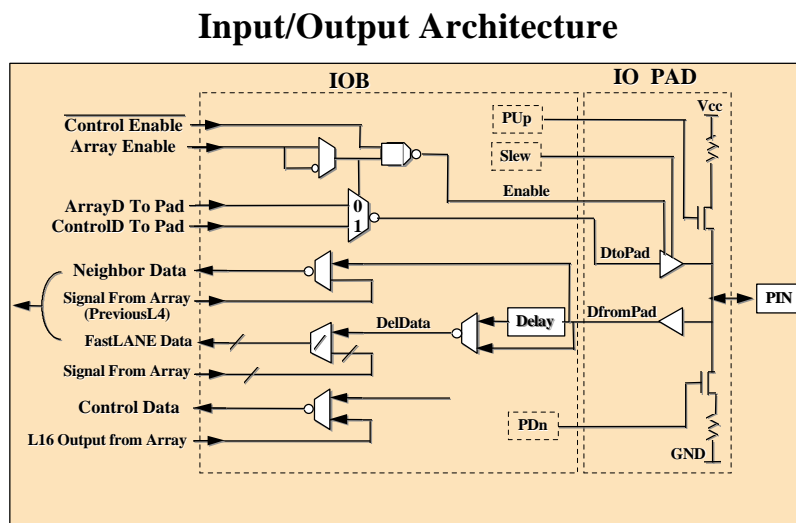 Input/Output Architecture
IOB
IO PAD
Control Enable
Array Enable
ArrayD To Pad
ControlD To Pad
Neighbor Data
Signal From Array
(PreviousL4)
FastLANE Data
Signal From Array
Control Data
L16 Output from Array
0
1
PUp
Slew
Enable
DtoPad
DelData
Delay
DfromPad
PDn
Vcc
PIN
GND